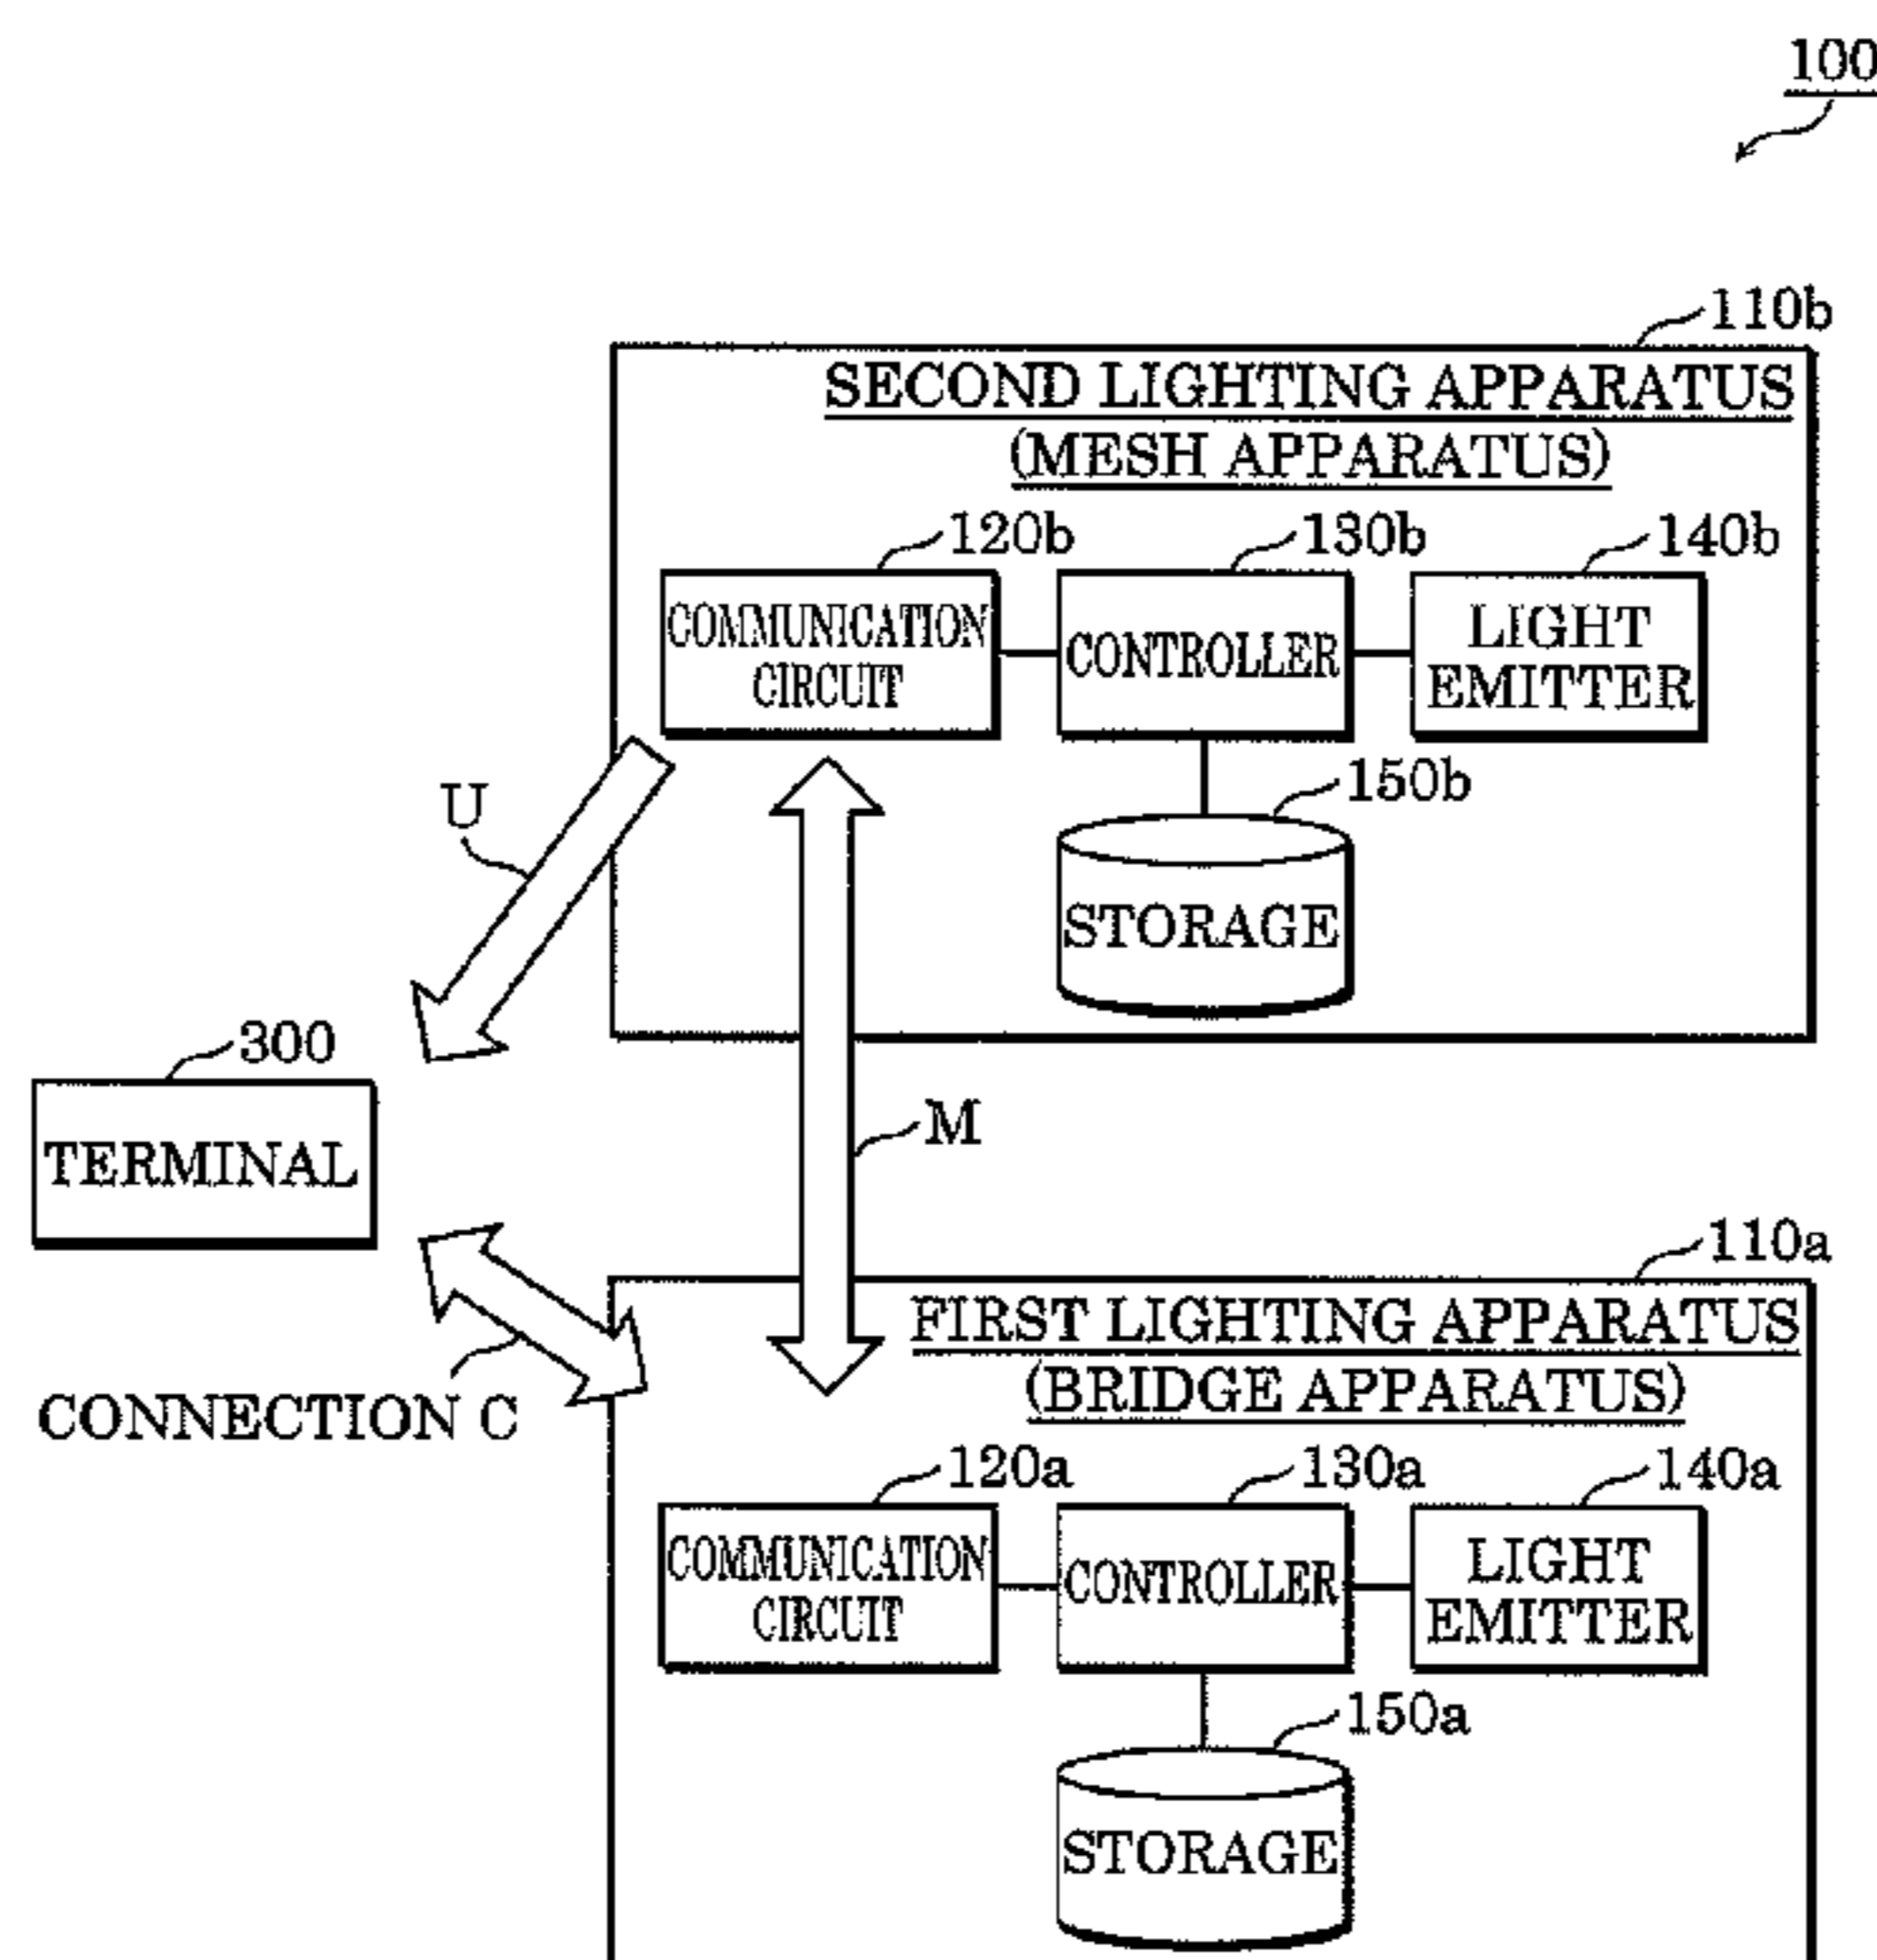 100
110b
SECOND LIGHTING APPARATUS
(MESH APPARATUS)
120b
130b
140b
COMMUNICATION
CIRCUIT
CONTROLLER
LIGHT
EMITTER
150b
STORAGE
U
300
TERMINAL
M
CONNECTION C
110a
FIRST LIGHTING APPARATUS
(BRIDGE APPARATUS)
120a
130a
140a
COMMUNICATION
CIRCUIT
CONTROLLER
LIGHT
EMITTER
150a
STORAGE